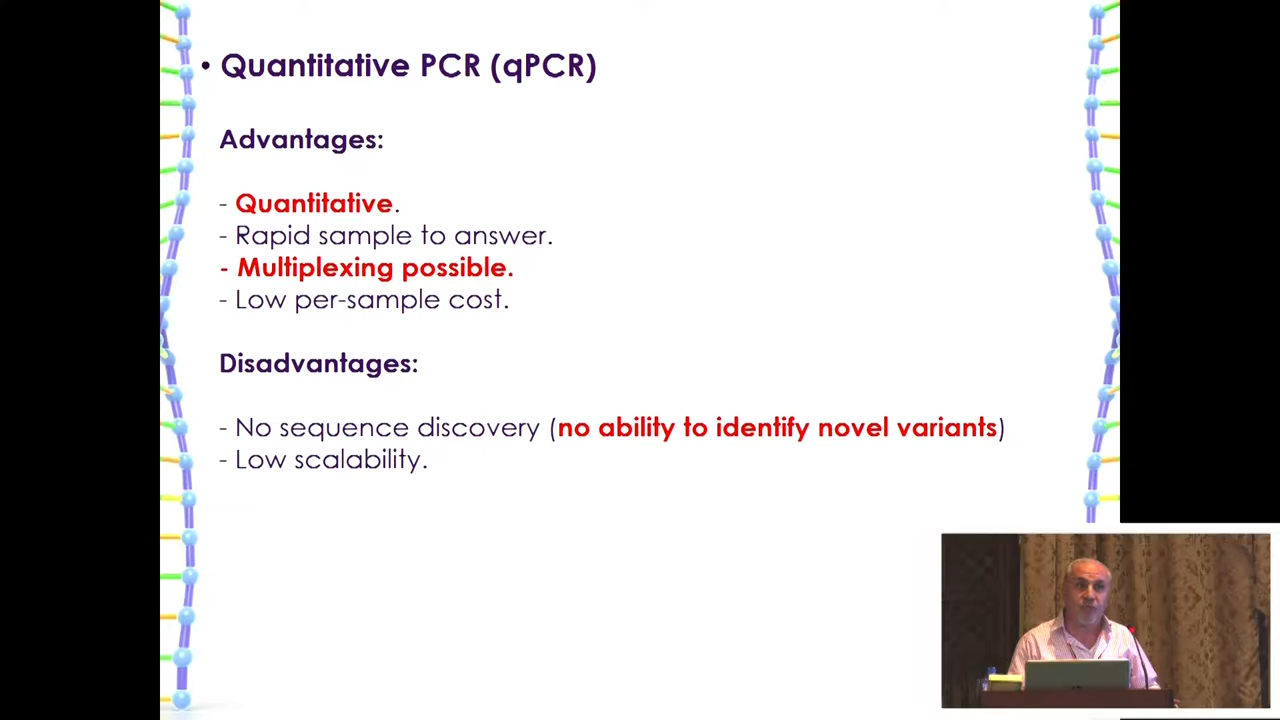 • Quantitative PCR (qPCR)
Advantages:
- Quantitative.
- Rapid sample to answer.
- Multiplexing possible.
- Low per-sample cost.
Disadvantages:
- No sequence discovery (no ability to identify novel variants)
- Low scalability.